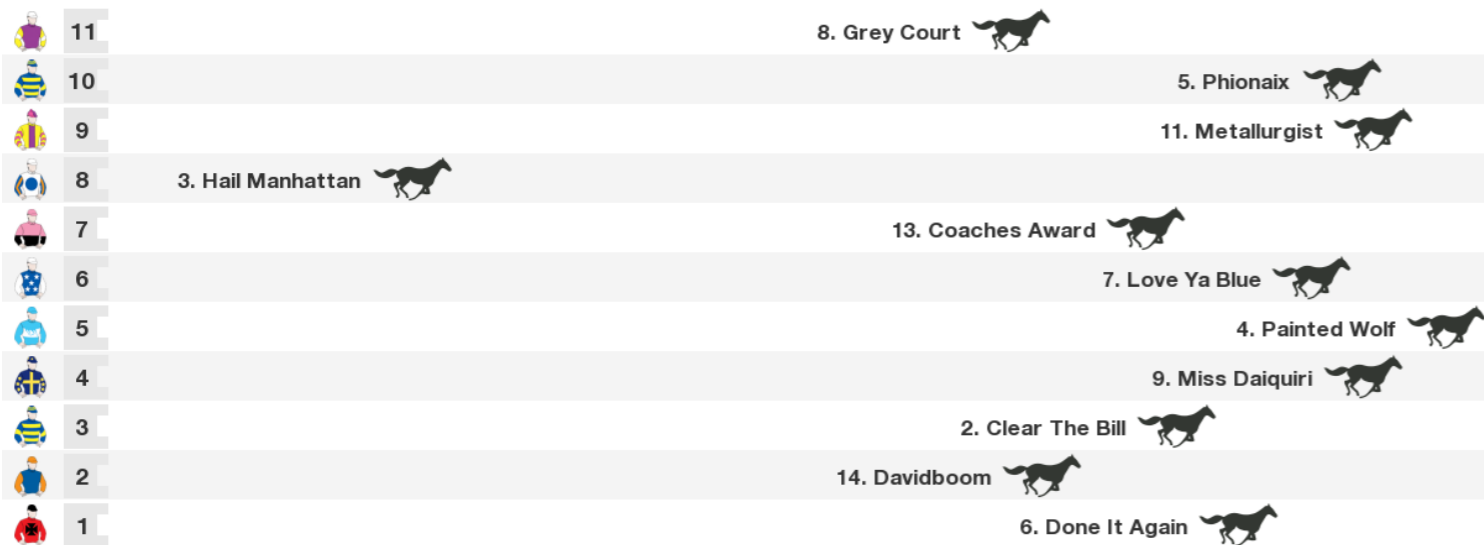 11 8. Grey Court
10 5. Phionaix
9 11. Metallurgist
8 3. Hail Manhattan
7 13. Coaches Award
6 7. Love Ya Blue
5 4. Painted Wolf
4 9. Miss Daiquiri
3 2. Clear The Bill
2 14. Davidboom
1 6. Done It Again